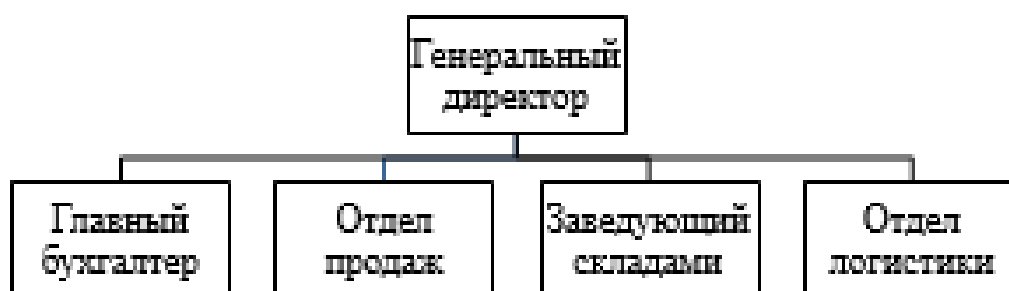 Генеральный
директор
Главный
бухгалтер
Отдел
продаж
Заведующий
складами
Отдел
логистики